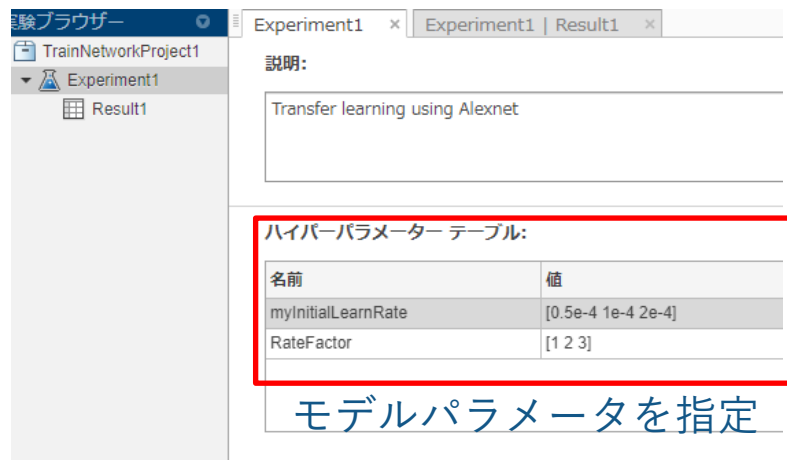 実験ブラウザー
TrainNetworkProject1
Experiment1
Result1
Experiment1 × Experiment1 | Result1 ×
説明:
Transfer learning using Alexnet
ハイパーパラメーター テーブル:
名前 値
myInitialLearnRate [0.5e-4 1e-4 2e-4]
RateFactor [1 2 3]
モデルパラメータを指定